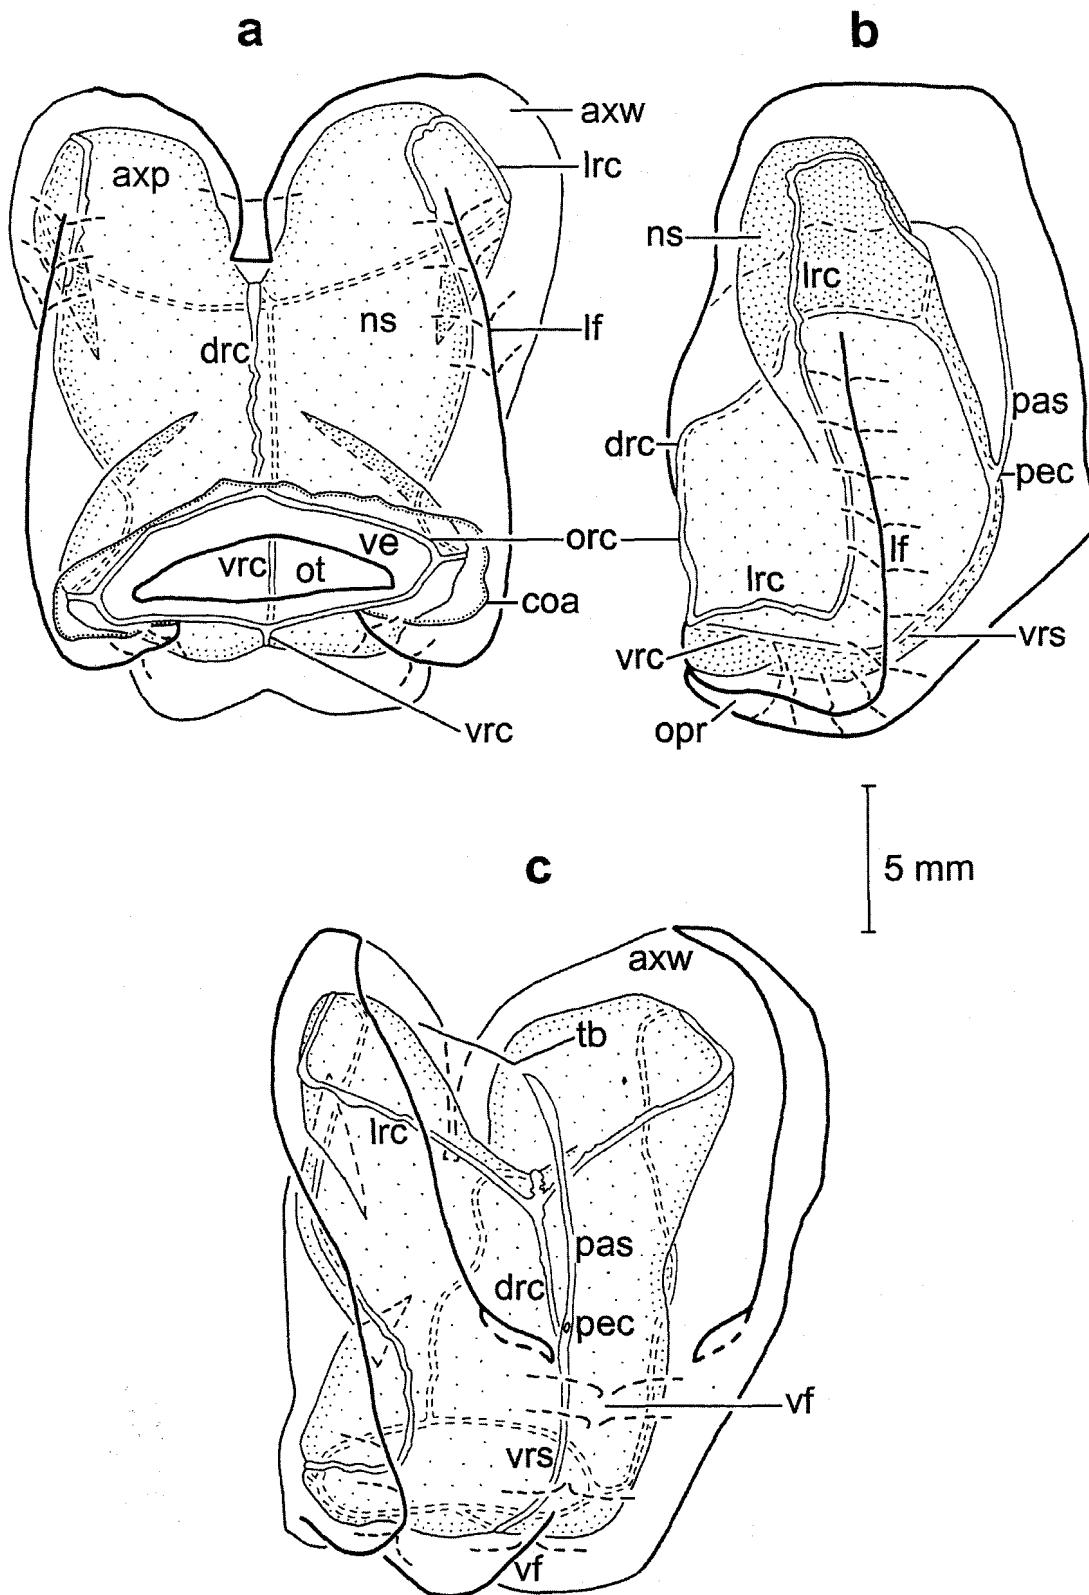 a
b
axw
lrc
axp
ns
lrc
ns
lf
drc
pas
drc
pec
ve
orc
lf
vrc
ot
lrc
coa
vrs
vrc
vrc
opr
5 mm
c
axw
tb
lrc
pas
drc
pec
vf
vrs
vf